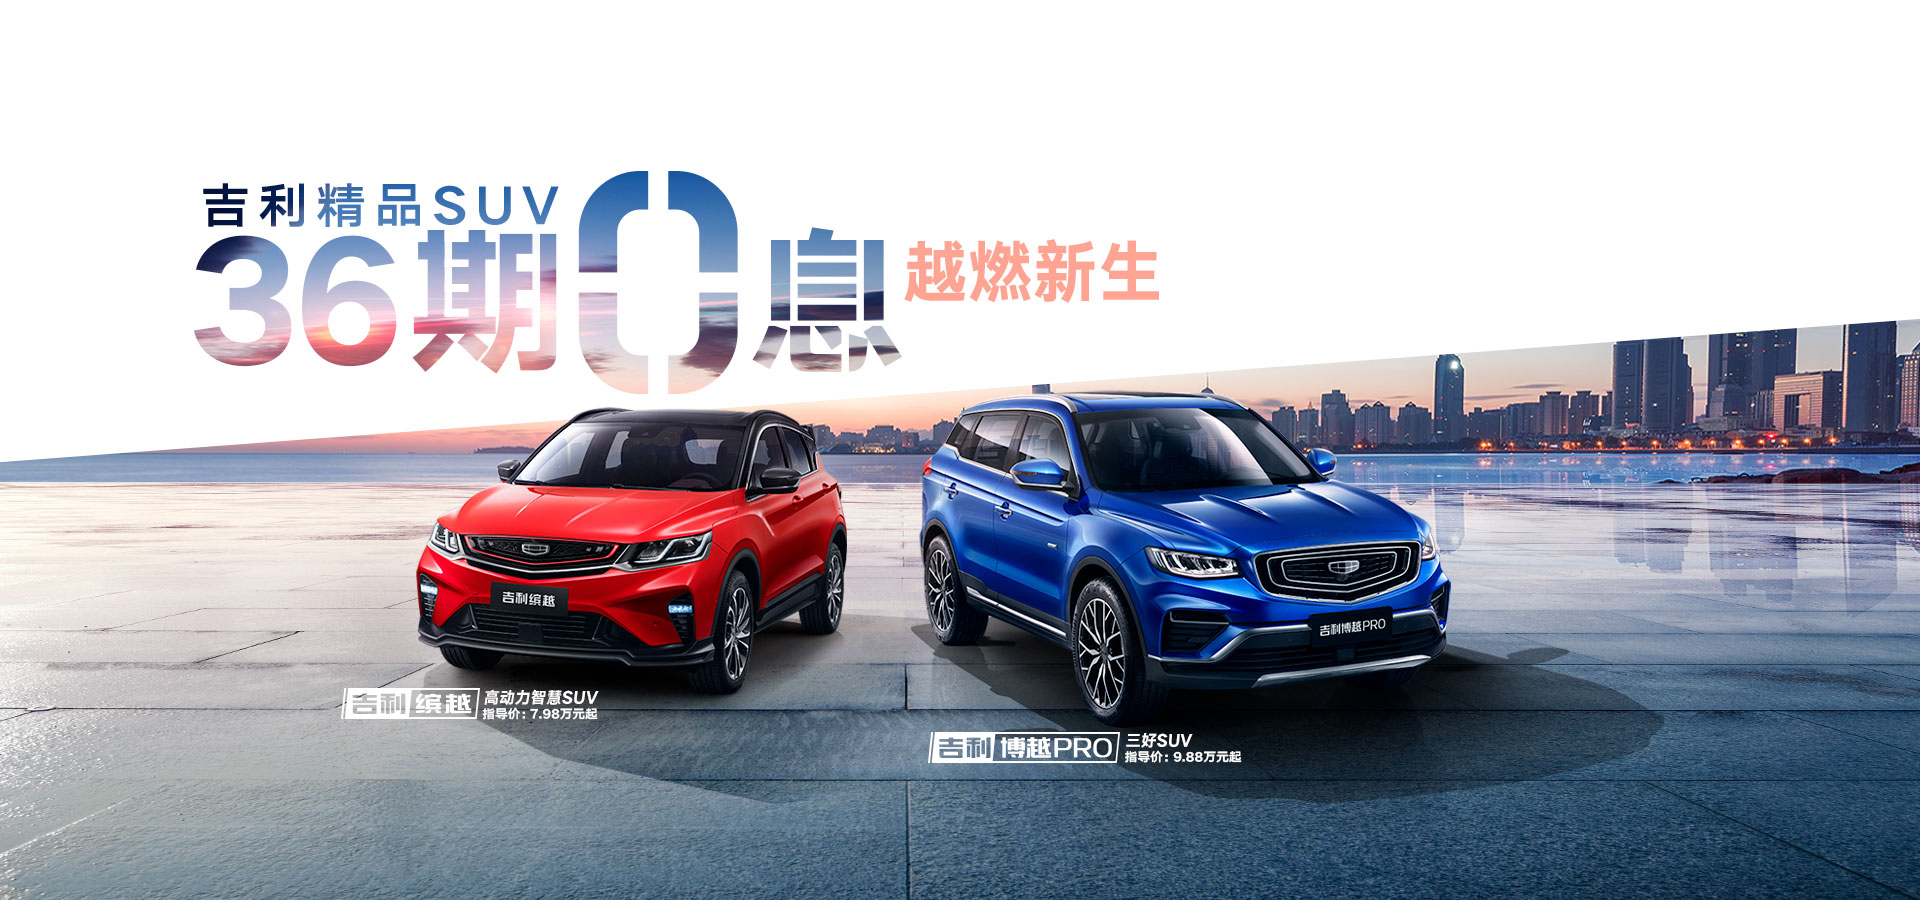 吉利精品SUV
36期0息
越燃新生
吉利缤越
吉利博越PRO
吉利 缤越
高动力智慧SUV
指导价：7.98万元起
吉利 博越PRO
三好SUV
指导价：9.88万元起